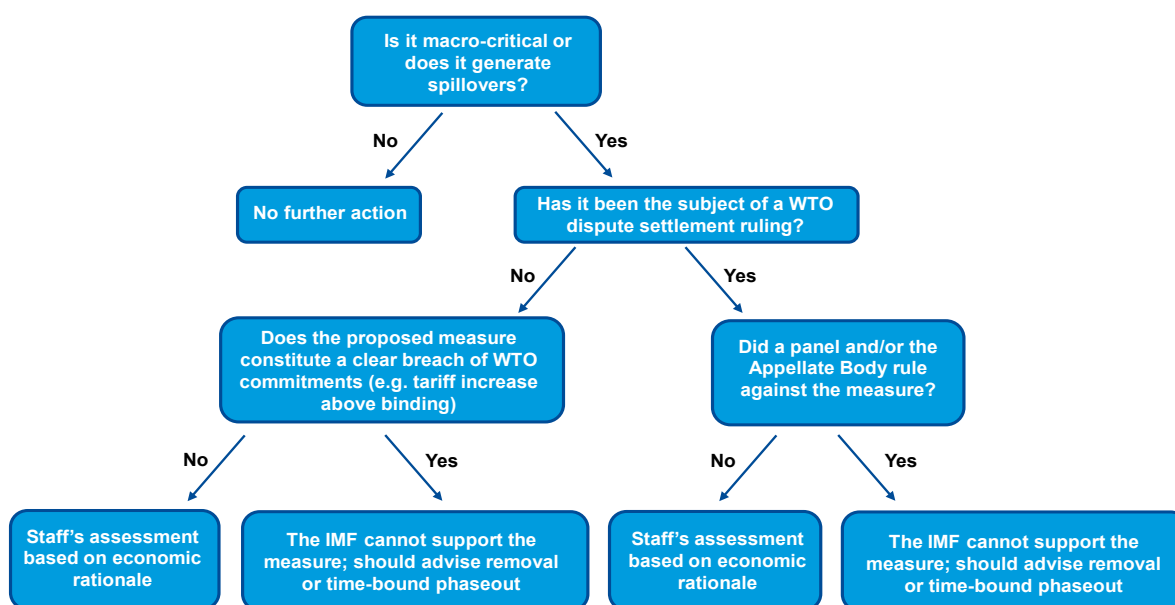 Is it macro-critical or
does it generate
spillovers?
No
Yes
No further action
Has it been the subject of a WTO
dispute settlement ruling?
No
Yes
Does the proposed measure
constitute a clear breach of WTO
commitments (e.g. tariff increase
above binding)
Did a panel and/or the
Appellate Body rule
against the measure?
No
Yes
No
Yes
Staff’s assessment
based on economic
rationale
The IMF cannot support the
measure; should advise removal
or time-bound phaseout
Staff’s assessment
based on economic
rationale
The IMF cannot support the
measure; should advise removal
or time-bound phaseout